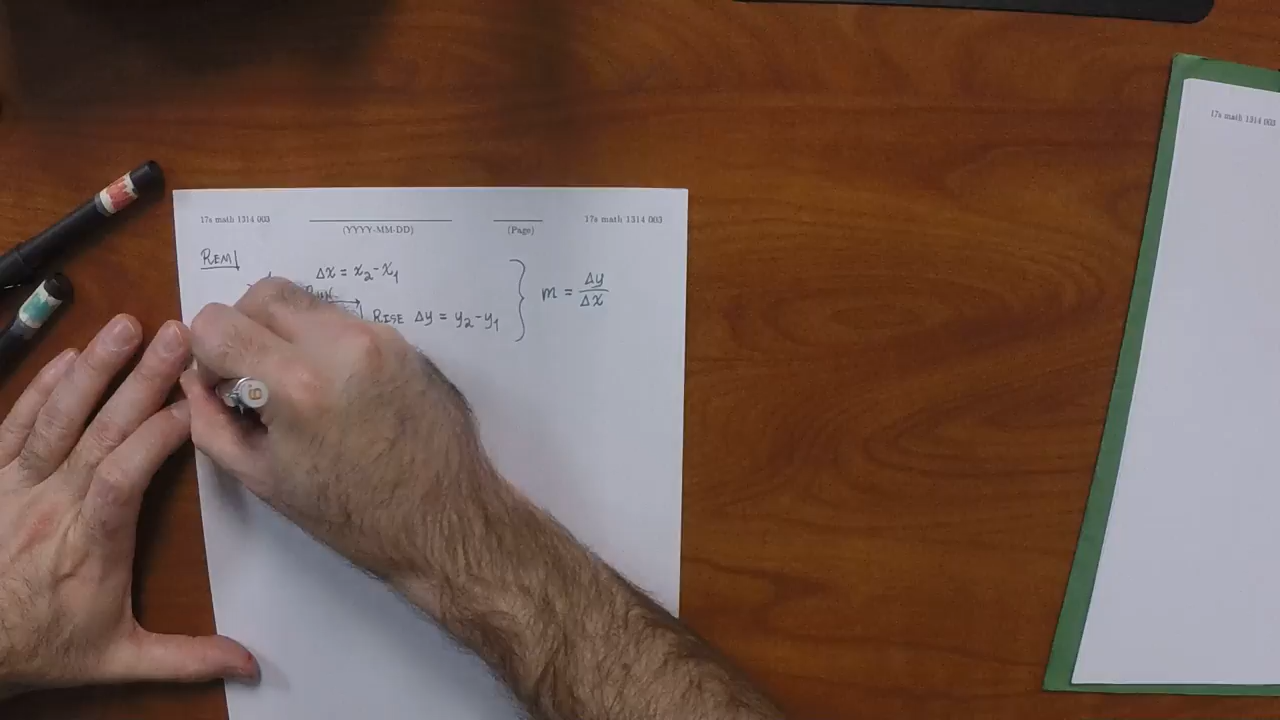 17s math 1314 003 (YYYY-MM-DD) (Page) 17s math 1314 003
REM
Δx = x₂-x₁
RUN
RISE Δy = y₂-y₁
m = Δy/Δx
17s math 1314 003